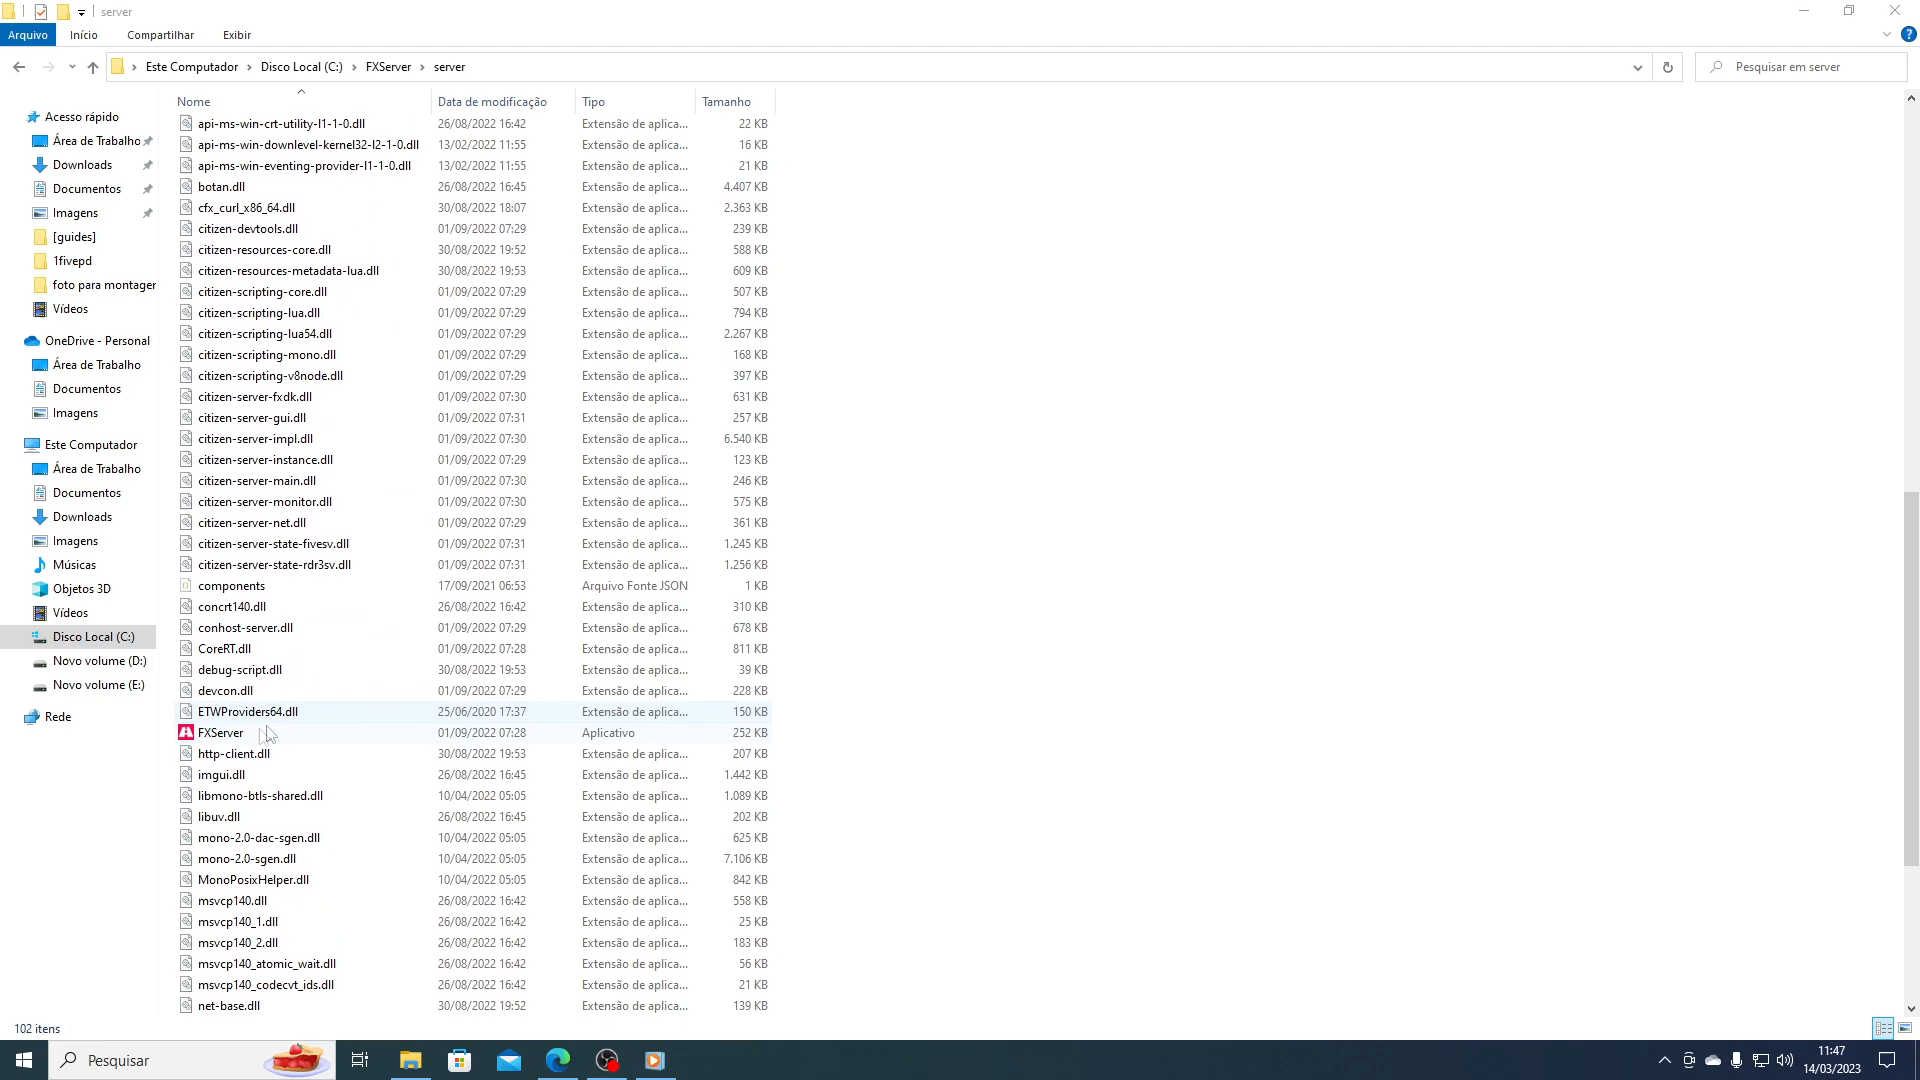 server
Arquivo Início Compartilhar Exibir
Este Computador Disco Local (C:) FXServer server Pesquisar em server
Nome Data de modificação Tipo Tamanho
api-ms-win-crt-utility-l1-1-0.dll 26/08/2022 16:42 Extensão de aplica... 22 KB
api-ms-win-downlevel-kernel32-l2-1-0.dll 13/02/2022 11:55 Extensão de aplica... 16 KB
api-ms-win-eventing-provider-l1-1-0.dll 13/02/2022 11:55 Extensão de aplica... 21 KB
botan.dll 26/08/2022 16:45 Extensão de aplica... 4.407 KB
cfx_curl_x86_64.dll 30/08/2022 18:07 Extensão de aplica... 2.363 KB
citizen-devtools.dll 01/09/2022 07:29 Extensão de aplica... 239 KB
citizen-resources-core.dll 30/08/2022 19:52 Extensão de aplica... 588 KB
citizen-resources-metadata-lua.dll 30/08/2022 19:53 Extensão de aplica... 609 KB
citizen-scripting-core.dll 01/09/2022 07:29 Extensão de aplica... 507 KB
citizen-scripting-lua.dll 01/09/2022 07:29 Extensão de aplica... 794 KB
citizen-scripting-lua54.dll 01/09/2022 07:29 Extensão de aplica... 2.267 KB
citizen-scripting-mono.dll 01/09/2022 07:29 Extensão de aplica... 168 KB
citizen-scripting-v8node.dll 01/09/2022 07:29 Extensão de aplica... 397 KB
citizen-server-fxdk.dll 01/09/2022 07:30 Extensão de aplica... 631 KB
citizen-server-gui.dll 01/09/2022 07:31 Extensão de aplica... 257 KB
citizen-server-impl.dll 01/09/2022 07:30 Extensão de aplica... 6.540 KB
citizen-server-instance.dll 01/09/2022 07:29 Extensão de aplica... 123 KB
citizen-server-main.dll 01/09/2022 07:30 Extensão de aplica... 246 KB
citizen-server-monitor.dll 01/09/2022 07:30 Extensão de aplica... 575 KB
citizen-server-net.dll 01/09/2022 07:29 Extensão de aplica... 361 KB
citizen-server-state-fivesv.dll 01/09/2022 07:31 Extensão de aplica... 1.245 KB
citizen-server-state-rdr3sv.dll 01/09/2022 07:31 Extensão de aplica... 1.256 KB
components 17/09/2021 06:53 Arquivo Fonte JSON 1 KB
concrt140.dll 26/08/2022 16:42 Extensão de aplica... 310 KB
conhost-server.dll 01/09/2022 07:29 Extensão de aplica... 678 KB
CoreRT.dll 01/09/2022 07:28 Extensão de aplica... 811 KB
debug-script.dll 30/08/2022 19:53 Extensão de aplica... 39 KB
devcon.dll 01/09/2022 07:29 Extensão de aplica... 228 KB
ETWProviders64.dll 25/06/2020 17:37 Extensão de aplica... 150 KB
FXServer 01/09/2022 07:28 Aplicativo 252 KB
http-client.dll 30/08/2022 19:53 Extensão de aplica... 207 KB
imgui.dll 26/08/2022 16:45 Extensão de aplica... 1.442 KB
libmono-btls-shared.dll 10/04/2022 05:05 Extensão de aplica... 1.089 KB
libuv.dll 26/08/2022 16:45 Extensão de aplica... 202 KB
mono-2.0-dac-sgen.dll 10/04/2022 05:05 Extensão de aplica... 625 KB
mono-2.0-sgen.dll 10/04/2022 05:05 Extensão de aplica... 7.106 KB
MonoPosixHelper.dll 10/04/2022 05:05 Extensão de aplica... 842 KB
msvcp140.dll 26/08/2022 16:42 Extensão de aplica... 558 KB
msvcp140_1.dll 26/08/2022 16:42 Extensão de aplica... 25 KB
msvcp140_2.dll 26/08/2022 16:42 Extensão de aplica... 183 KB
msvcp140_atomic_wait.dll 26/08/2022 16:42 Extensão de aplica... 56 KB
msvcp140_codecvt_ids.dll 26/08/2022 16:42 Extensão de aplica... 21 KB
net-base.dll 30/08/2022 19:52 Extensão de aplica... 139 KB
Acesso rápido
Área de Trabalho
Downloads
Documentos
Imagens
[guides]
1fivepd
foto para montager
Vídeos
OneDrive - Personal
Área de Trabalho
Documentos
Imagens
Este Computador
Área de Trabalho
Documentos
Downloads
Imagens
Músicas
Objetos 3D
Vídeos
Disco Local (C:)
Novo volume (D:)
Novo volume (E:)
Rede
102 itens
Pesquisar
11:47
14/03/2023